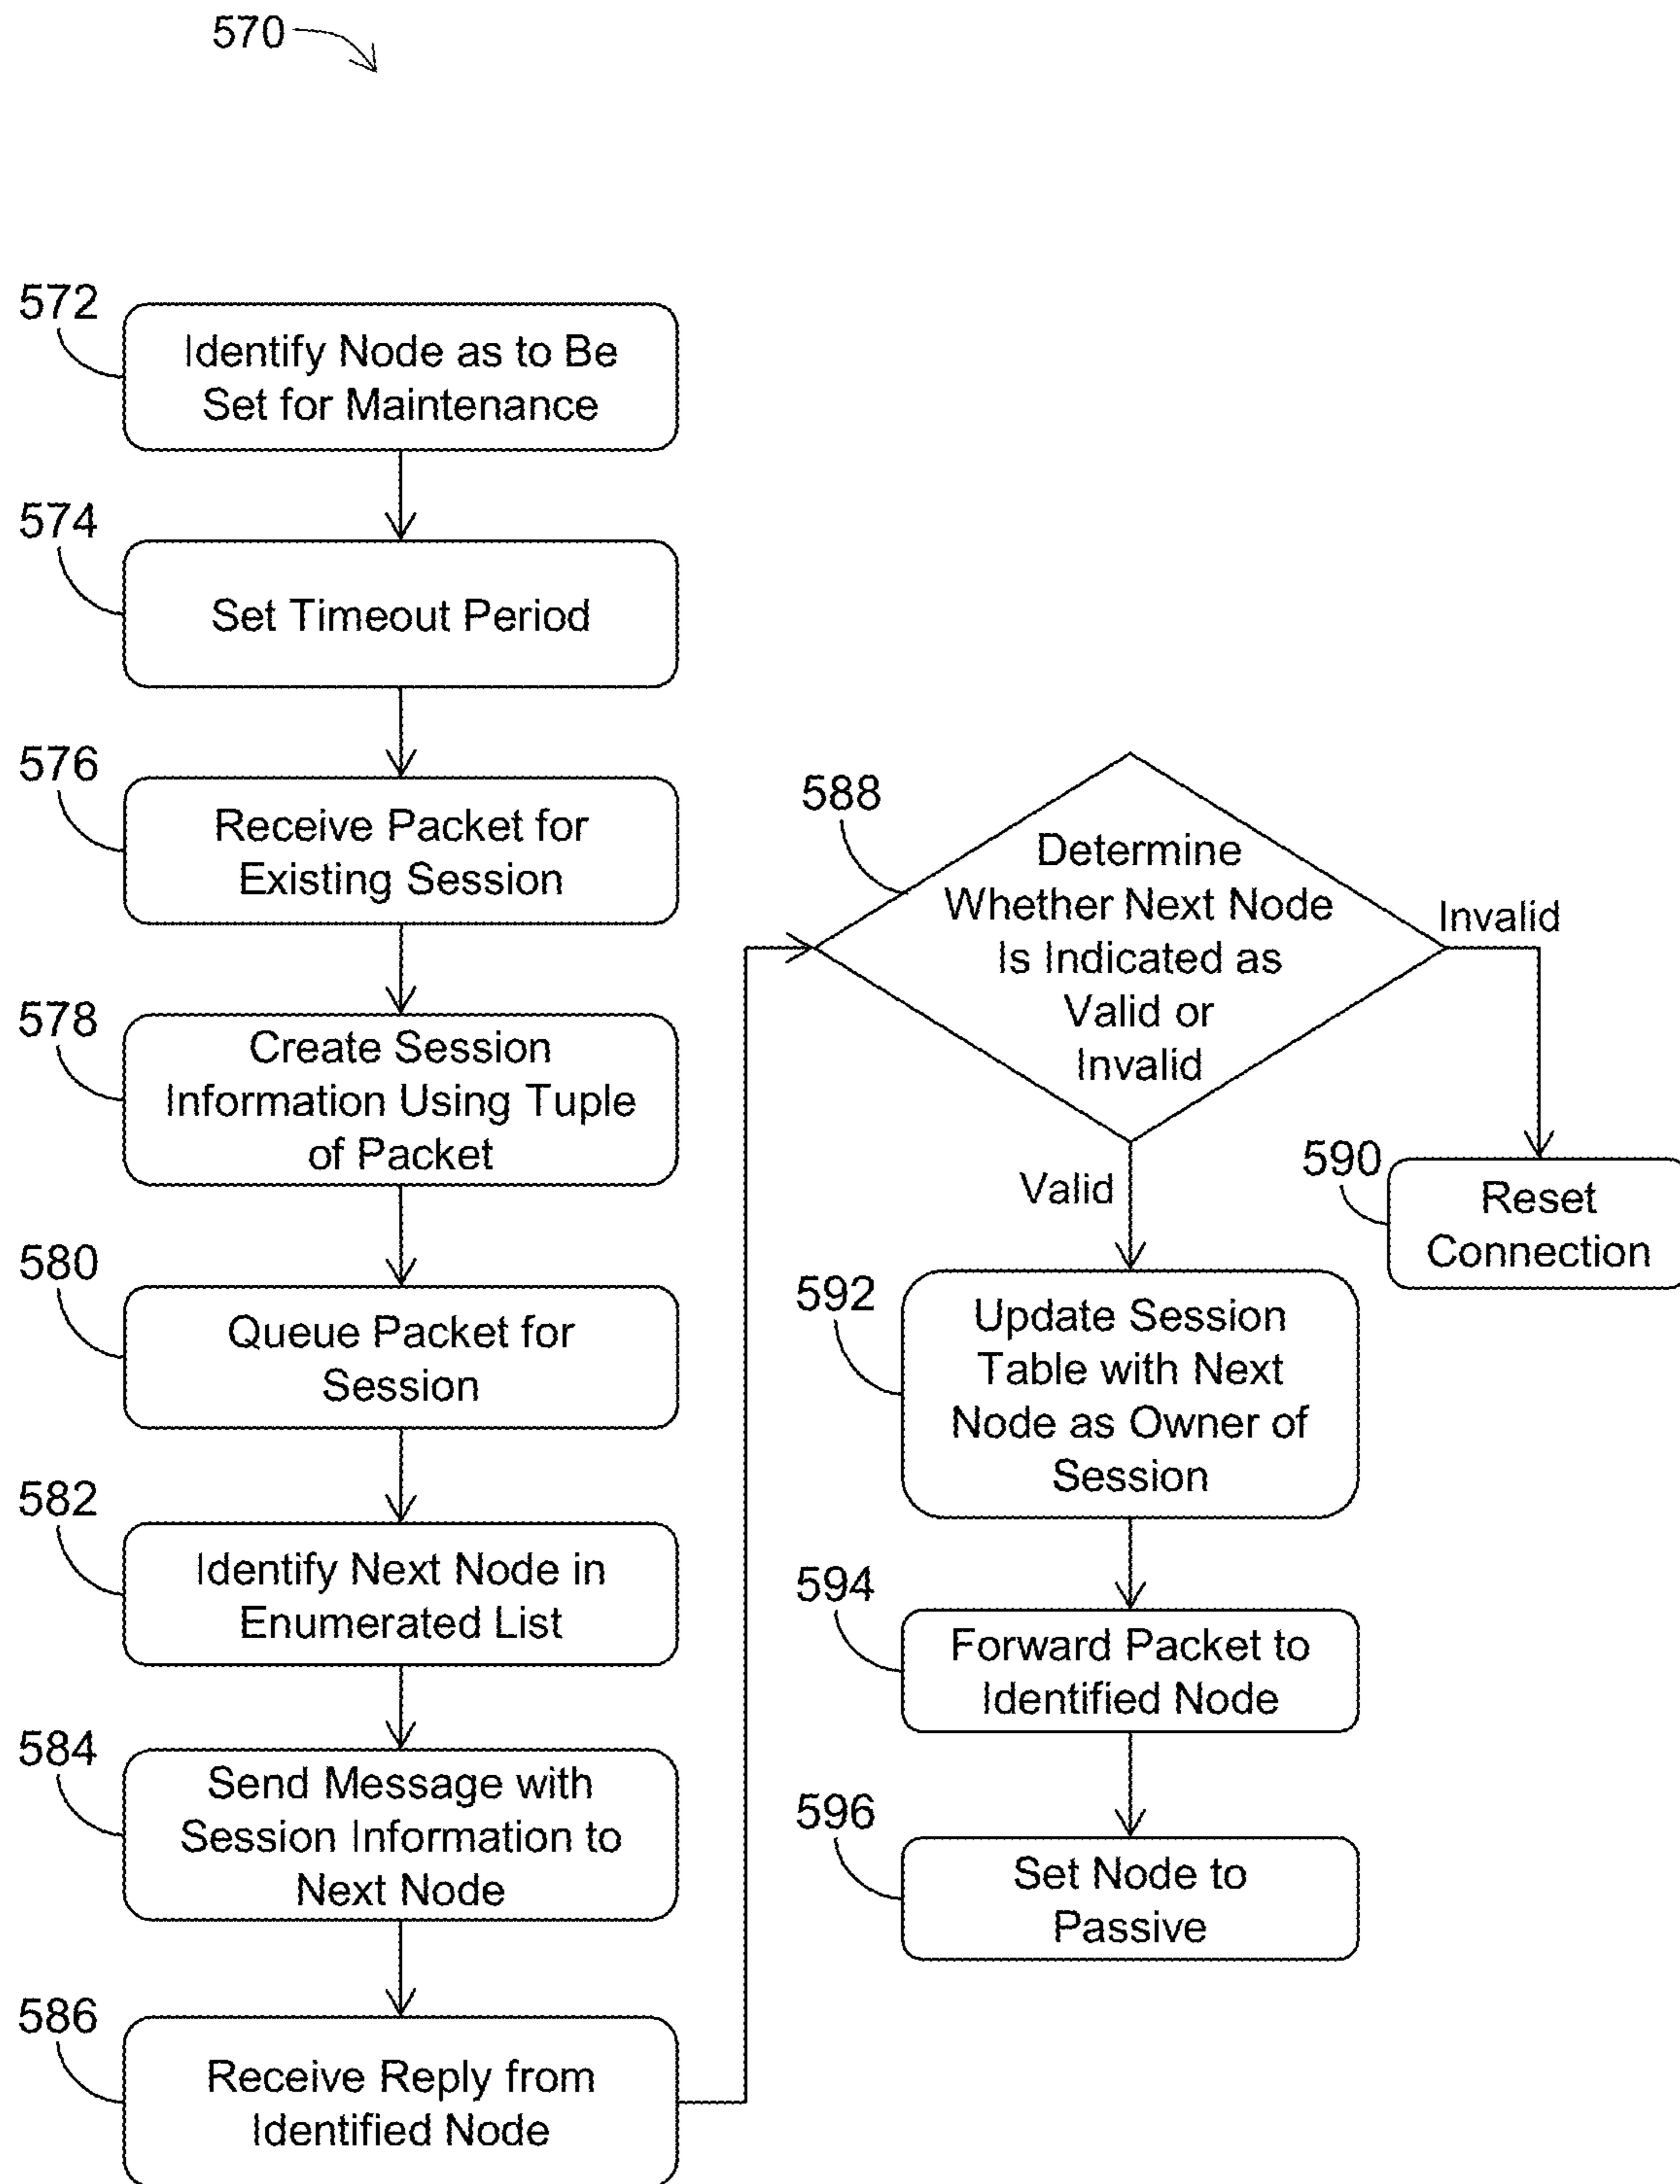 570
572
Identify Node as to Be
Set for Maintenance
574
Set Timeout Period
576
Receive Packet for
Existing Session
578
Create Session
Information Using Tuple
of Packet
580
Queue Packet for
Session
582
Identify Next Node in
Enumerated List
584
Send Message with
Session Information to
Next Node
586
Receive Reply from
Identified Node
588
Determine
Whether Next Node
Is Indicated as
Valid or
Invalid
Invalid
590
Reset
Connection
Valid
592
Update Session
Table with Next
Node as Owner of
Session
594
Forward Packet to
Identified Node
596
Set Node to
Passive